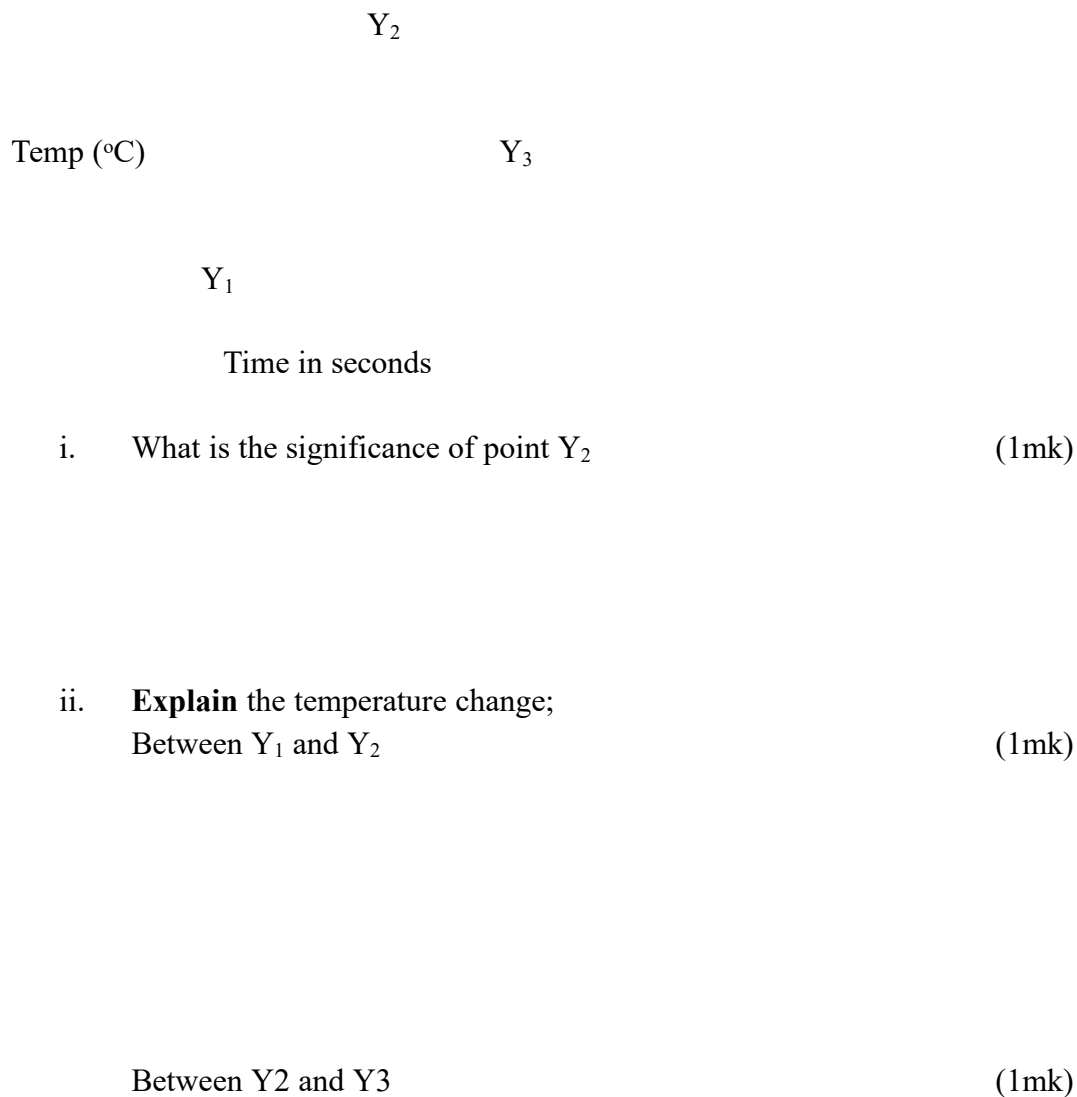 Y₂
Temp (°C) Y₃
Y₁
Time in seconds
i. What is the significance of point Y₂ (1mk)
ii. Explain the temperature change;
Between Y₁ and Y₂ (1mk)
Between Y2 and Y3 (1mk)